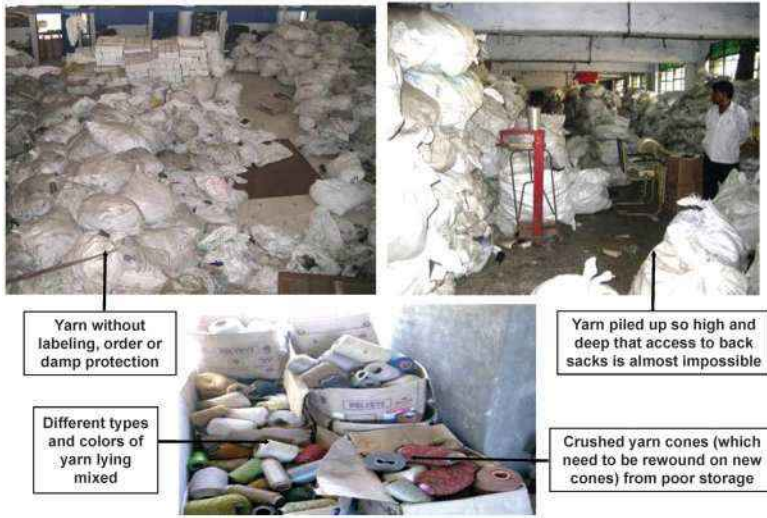 Yarn without
labeling, order or
damp protection
Yarn piled up so high and
deep that access to back
sacks is almost impossible
Different types
and colors of
yarn lying
mixed
Crushed yarn cones (which
need to be rewound on new
cones) from poor storage